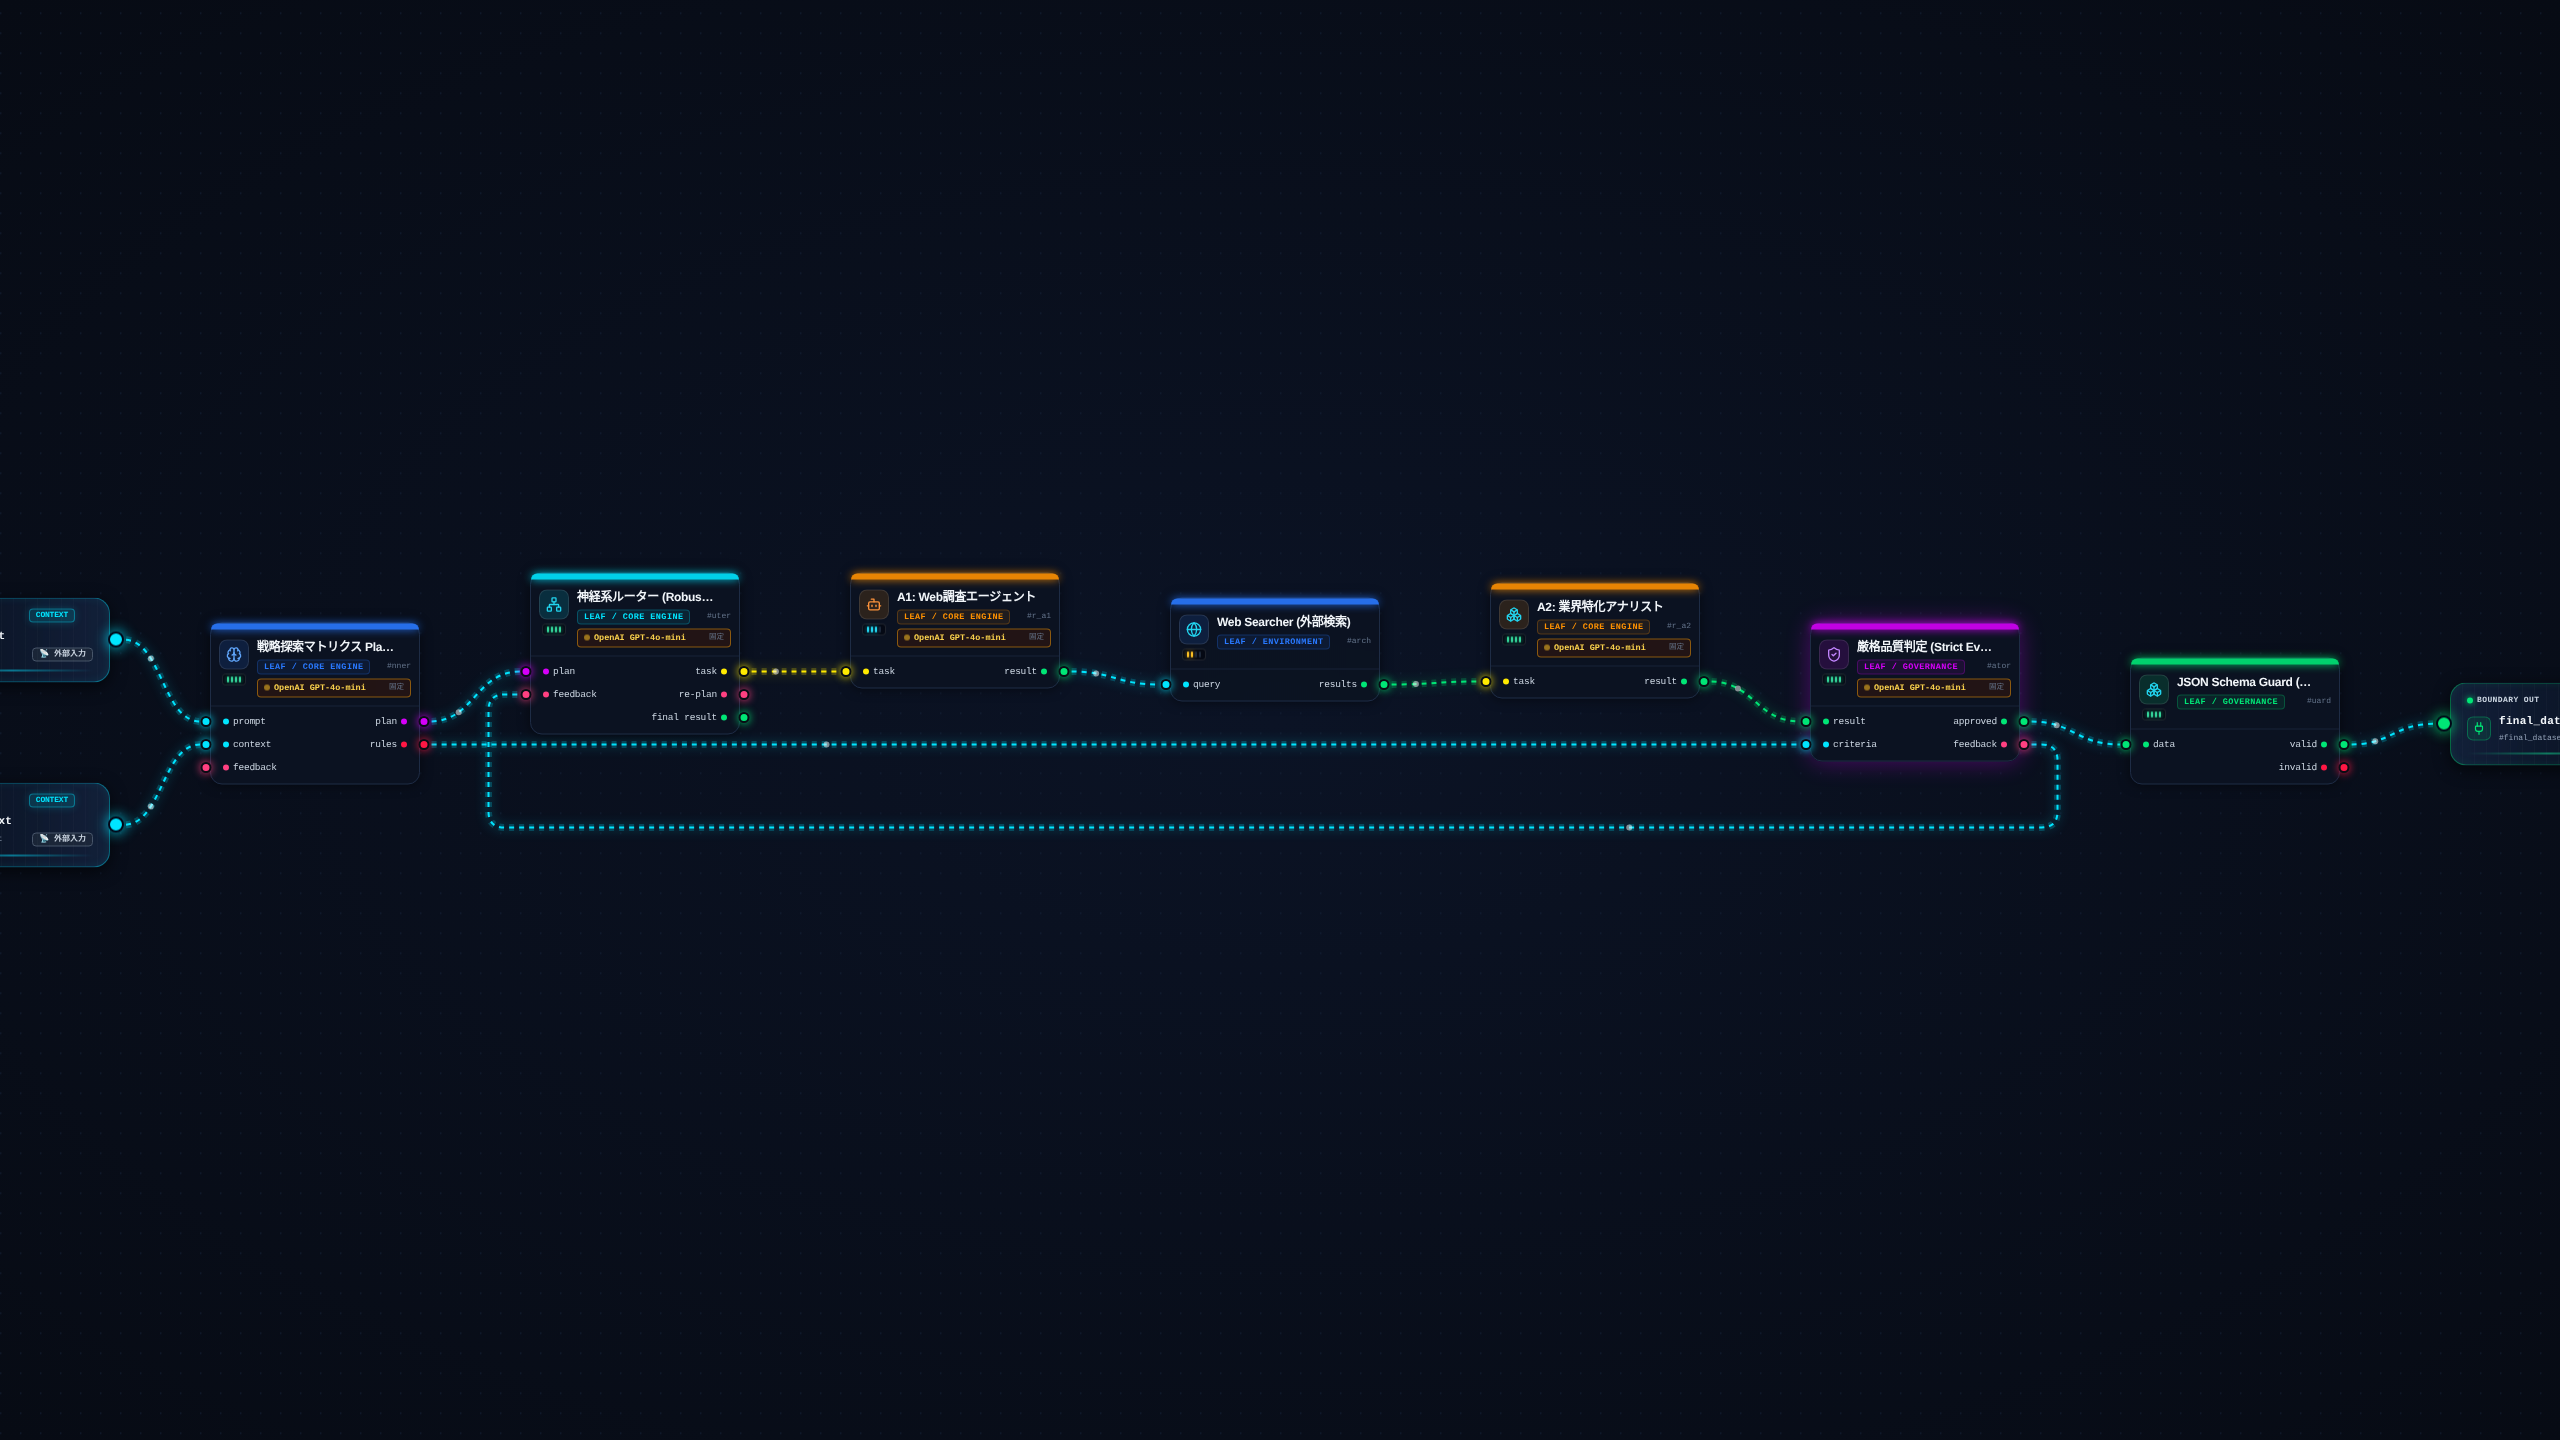 CONTEXT
t
外部入力
CONTEXT
xt
外部入力
戦略探索マトリクス Pla…
LEAF / CORE ENGINE
#nner
OpenAI GPT-4o-mini
固定
prompt
plan
context
rules
feedback
神経系ルーター (Robus…
LEAF / CORE ENGINE
#uter
OpenAI GPT-4o-mini
固定
plan
task
feedback
re-plan
final result
A1: Web調査エージェント
LEAF / CORE ENGINE
#r_a1
OpenAI GPT-4o-mini
固定
task
result
Web Searcher (外部検索)
LEAF / ENVIRONMENT
#arch
query
results
A2: 業界特化アナリスト
LEAF / CORE ENGINE
#r_a2
OpenAI GPT-4o-mini
固定
task
result
厳格品質判定 (Strict Ev…
LEAF / GOVERNANCE
#ator
OpenAI GPT-4o-mini
固定
result
approved
criteria
feedback
JSON Schema Guard (…
LEAF / GOVERNANCE
#uard
data
valid
invalid
BOUNDARY OUT
final_dat
#final_datase